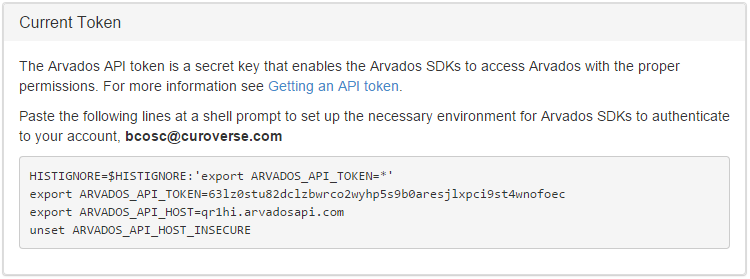 Current Token
The Arvados API token is a secret key that enables the Arvados SDKs to access Arvados with the proper
permissions. For more information see Getting an API token.
Paste the following lines at a shell prompt to set up the necessary environment for Arvados SDKs to authenticate
to your account, bcosc@curoverse.com
HISTIGNORE=$HISTIGNORE:'export ARVADOS_API_TOKEN=*'
export ARVADOS_API_TOKEN=63lz0stu82dclzbwrco2wyhp5s9b0aresjlxpci9st4wnofoec
export ARVADOS_API_HOST=qr1hi.arvadosapi.com
unset ARVADOS_API_HOST_INSECURE